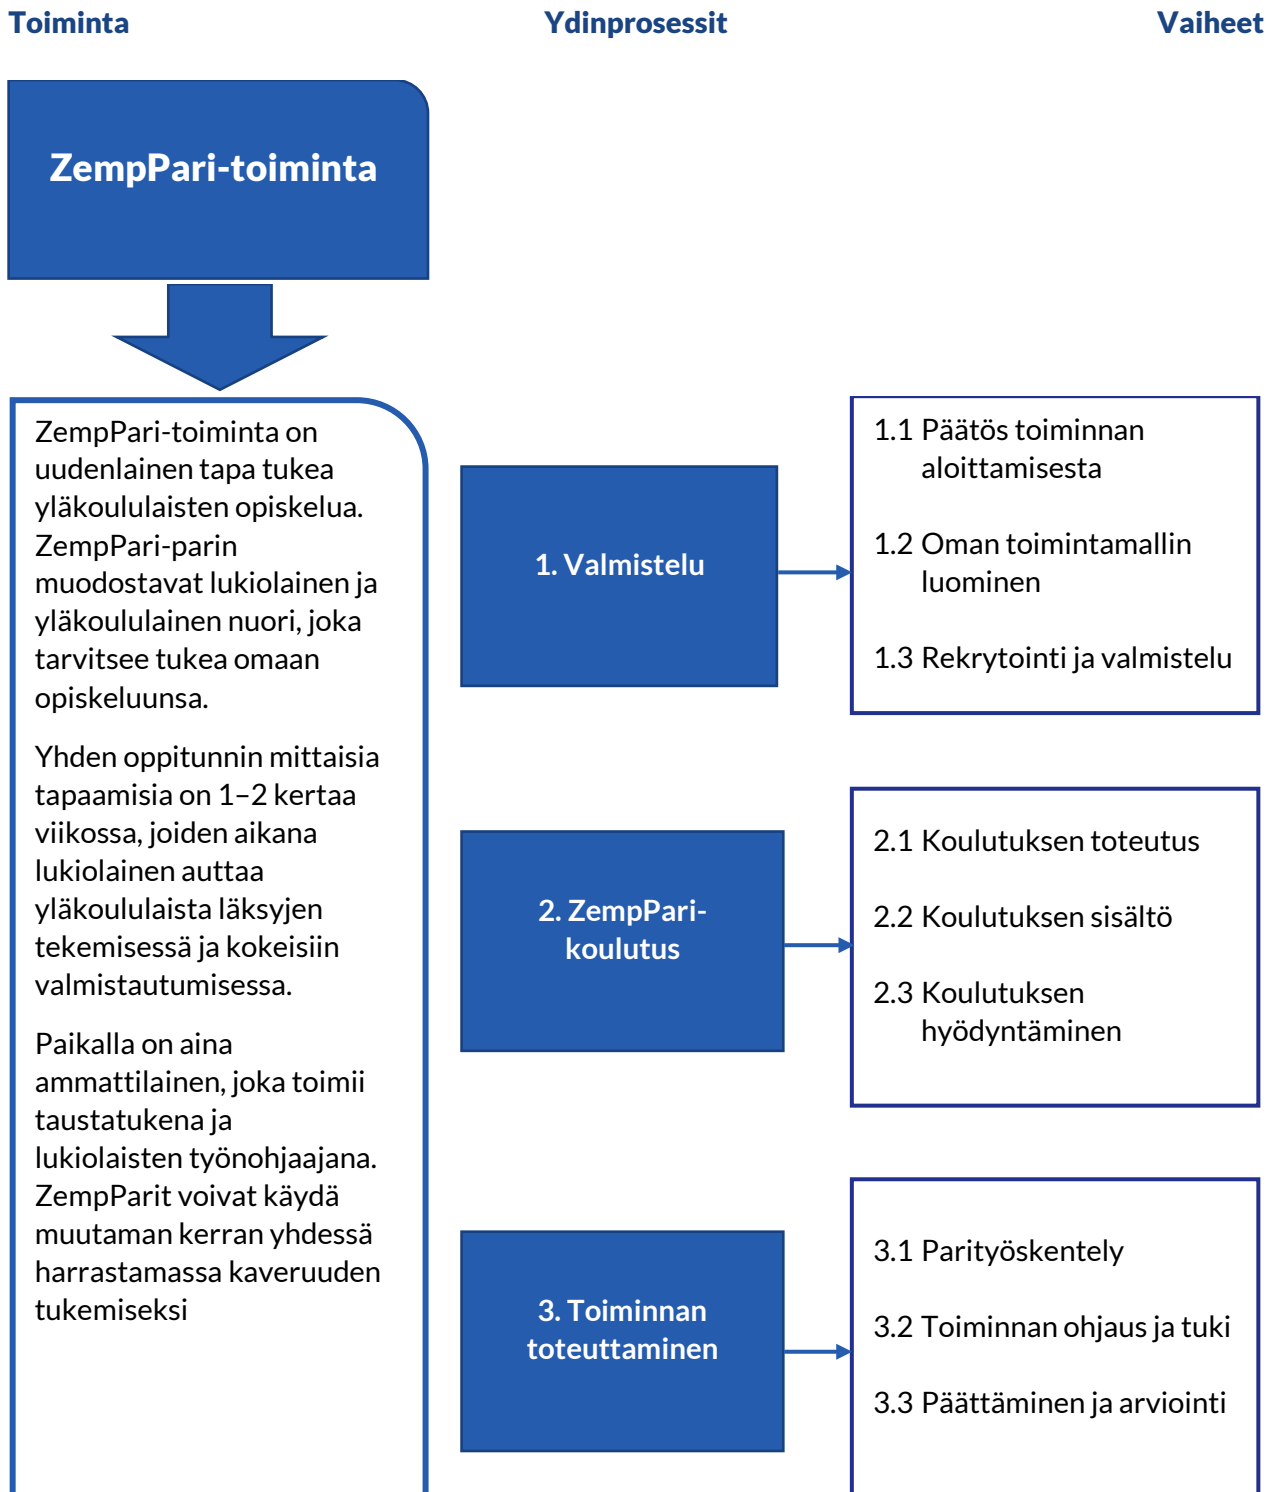 Toiminta
Ydinprosessit
Vaiheet
ZempPari-toiminta
ZempPari-toiminta on
uudenlainen tapa tukea
yläkoululaisten opiskelua.
ZempPari-parin
muodostavat lukiolainen ja
yläkoululainen nuori, joka
tarvitsee tukea omaan
opiskeluunsa.
Yhden oppitunnin mittaisia
tapaamisia on 1–2 kertaa
viikossa, joiden aikana
lukiolainen auttaa
yläkoululaista läksyjen
tekemisessä ja kokeisiin
valmistautumisessa.
Paikalla on aina
ammattilainen, joka toimii
taustatukena ja
lukiolaisten työnohjaajana.
ZempParit voivat käydä
muutaman kerran yhdessä
harrastamassa kaveruuden
tukemiseksi
1. Valmistelu
1.1 Päätös toiminnan
aloittamisesta
1.2 Oman toimintamallin
luominen
1.3 Rekrytointi ja valmistelu
2. ZempPari-
koulutus
2.1 Koulutuksen toteutus
2.2 Koulutuksen sisältö
2.3 Koulutuksen
hyödyntäminen
3. Toiminnan
toteuttaminen
3.1 Parityöskentely
3.2 Toiminnan ohjaus ja tuki
3.3 Päättäminen ja arviointi